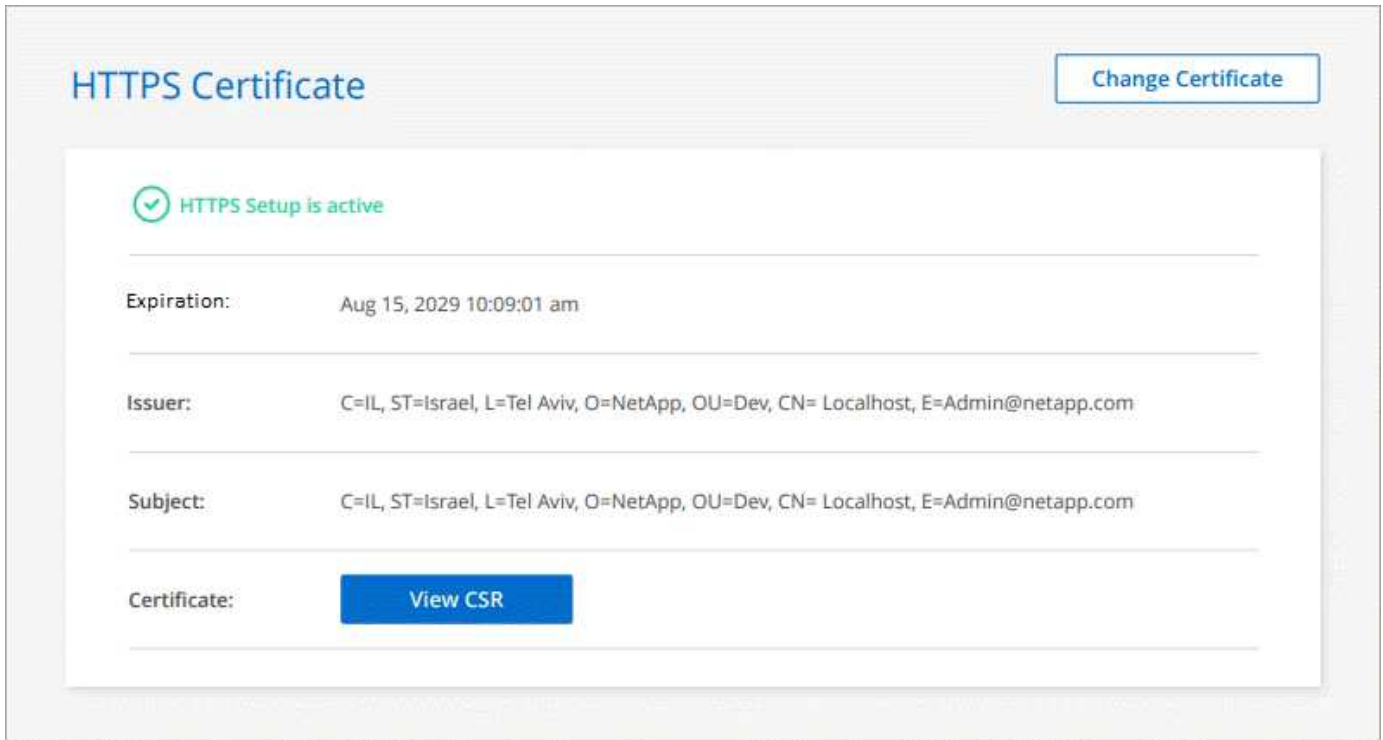 HTTPS Certificate
Change Certificate
HTTPS Setup is active
Expiration: Aug 15, 2029 10:09:01 am
Issuer: C=IL, ST=Israel, L=Tel Aviv, O=NetApp, OU=Dev, CN= Localhost, E=Admin@netapp.com
Subject: C=IL, ST=Israel, L=Tel Aviv, O=NetApp, OU=Dev, CN= Localhost, E=Admin@netapp.com
Certificate: View CSR